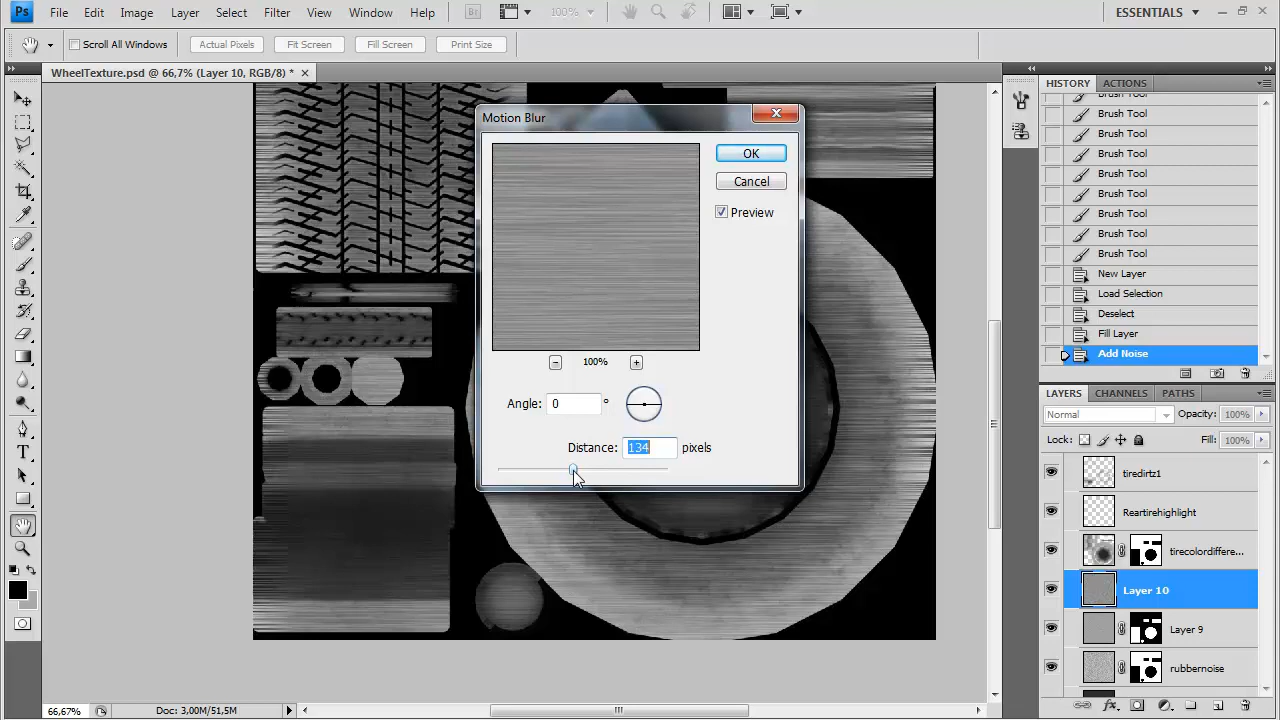 Ps File Edit Image Layer Select Filter View Window Help Br 100% ESSENTIALS
Scroll All Windows Actual Pixels Fit Screen Fill Screen Print Size
WheelTexture.psd @ 66,7% (Layer 10, RGB/8) *
HISTORY ACTIONS
Brush Tool
Brush Tool
Brush Tool
Brush Tool
Brush Tool
Brush Tool
Brush Tool
Brush Tool
Brush Tool
New Layer
Load Selection
Deselect
Fill Layer
Add Noise
Motion Blur
OK
Cancel
Preview
100%
Angle: 0 °
Distance: 134 pixels
LAYERS CHANNELS PATHS
Normal Opacity: 100%
Lock: Fill: 100%
tiredirtz1
Reartirehighlight
tirecolordiffere...
Layer 10
Layer 9
rubbernoise
66,67% Doc: 3,00M/51,5M